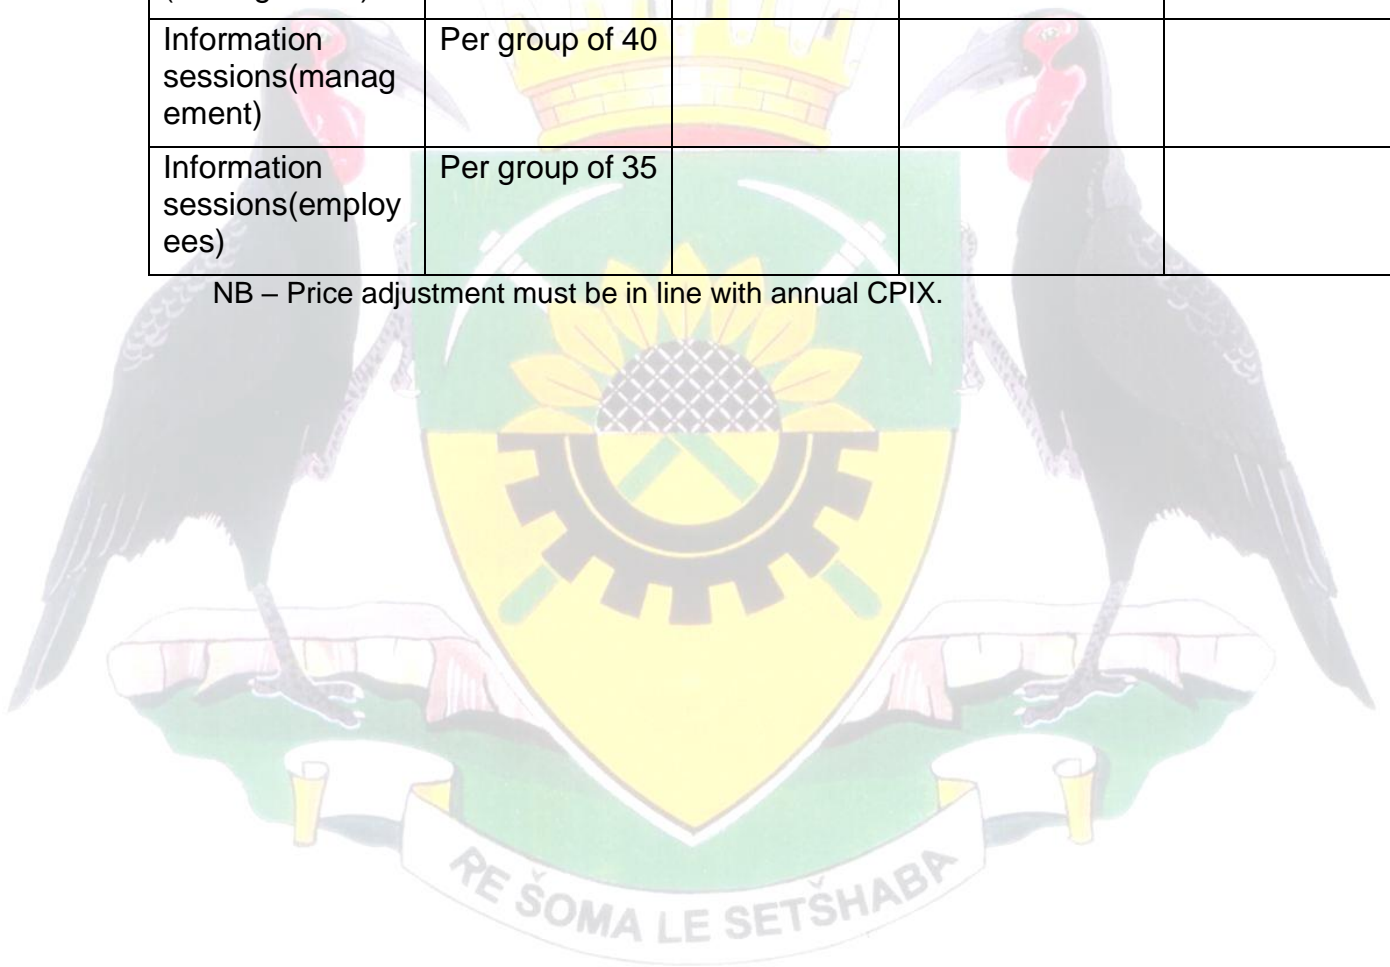 Information Per group of 40
sessions(manag
ement)
Information Per group of 35
sessions(employ
ees)
NB – Price adjustment must be in line with annual CPIX.
RE ŠOMA LE SETŠHABA